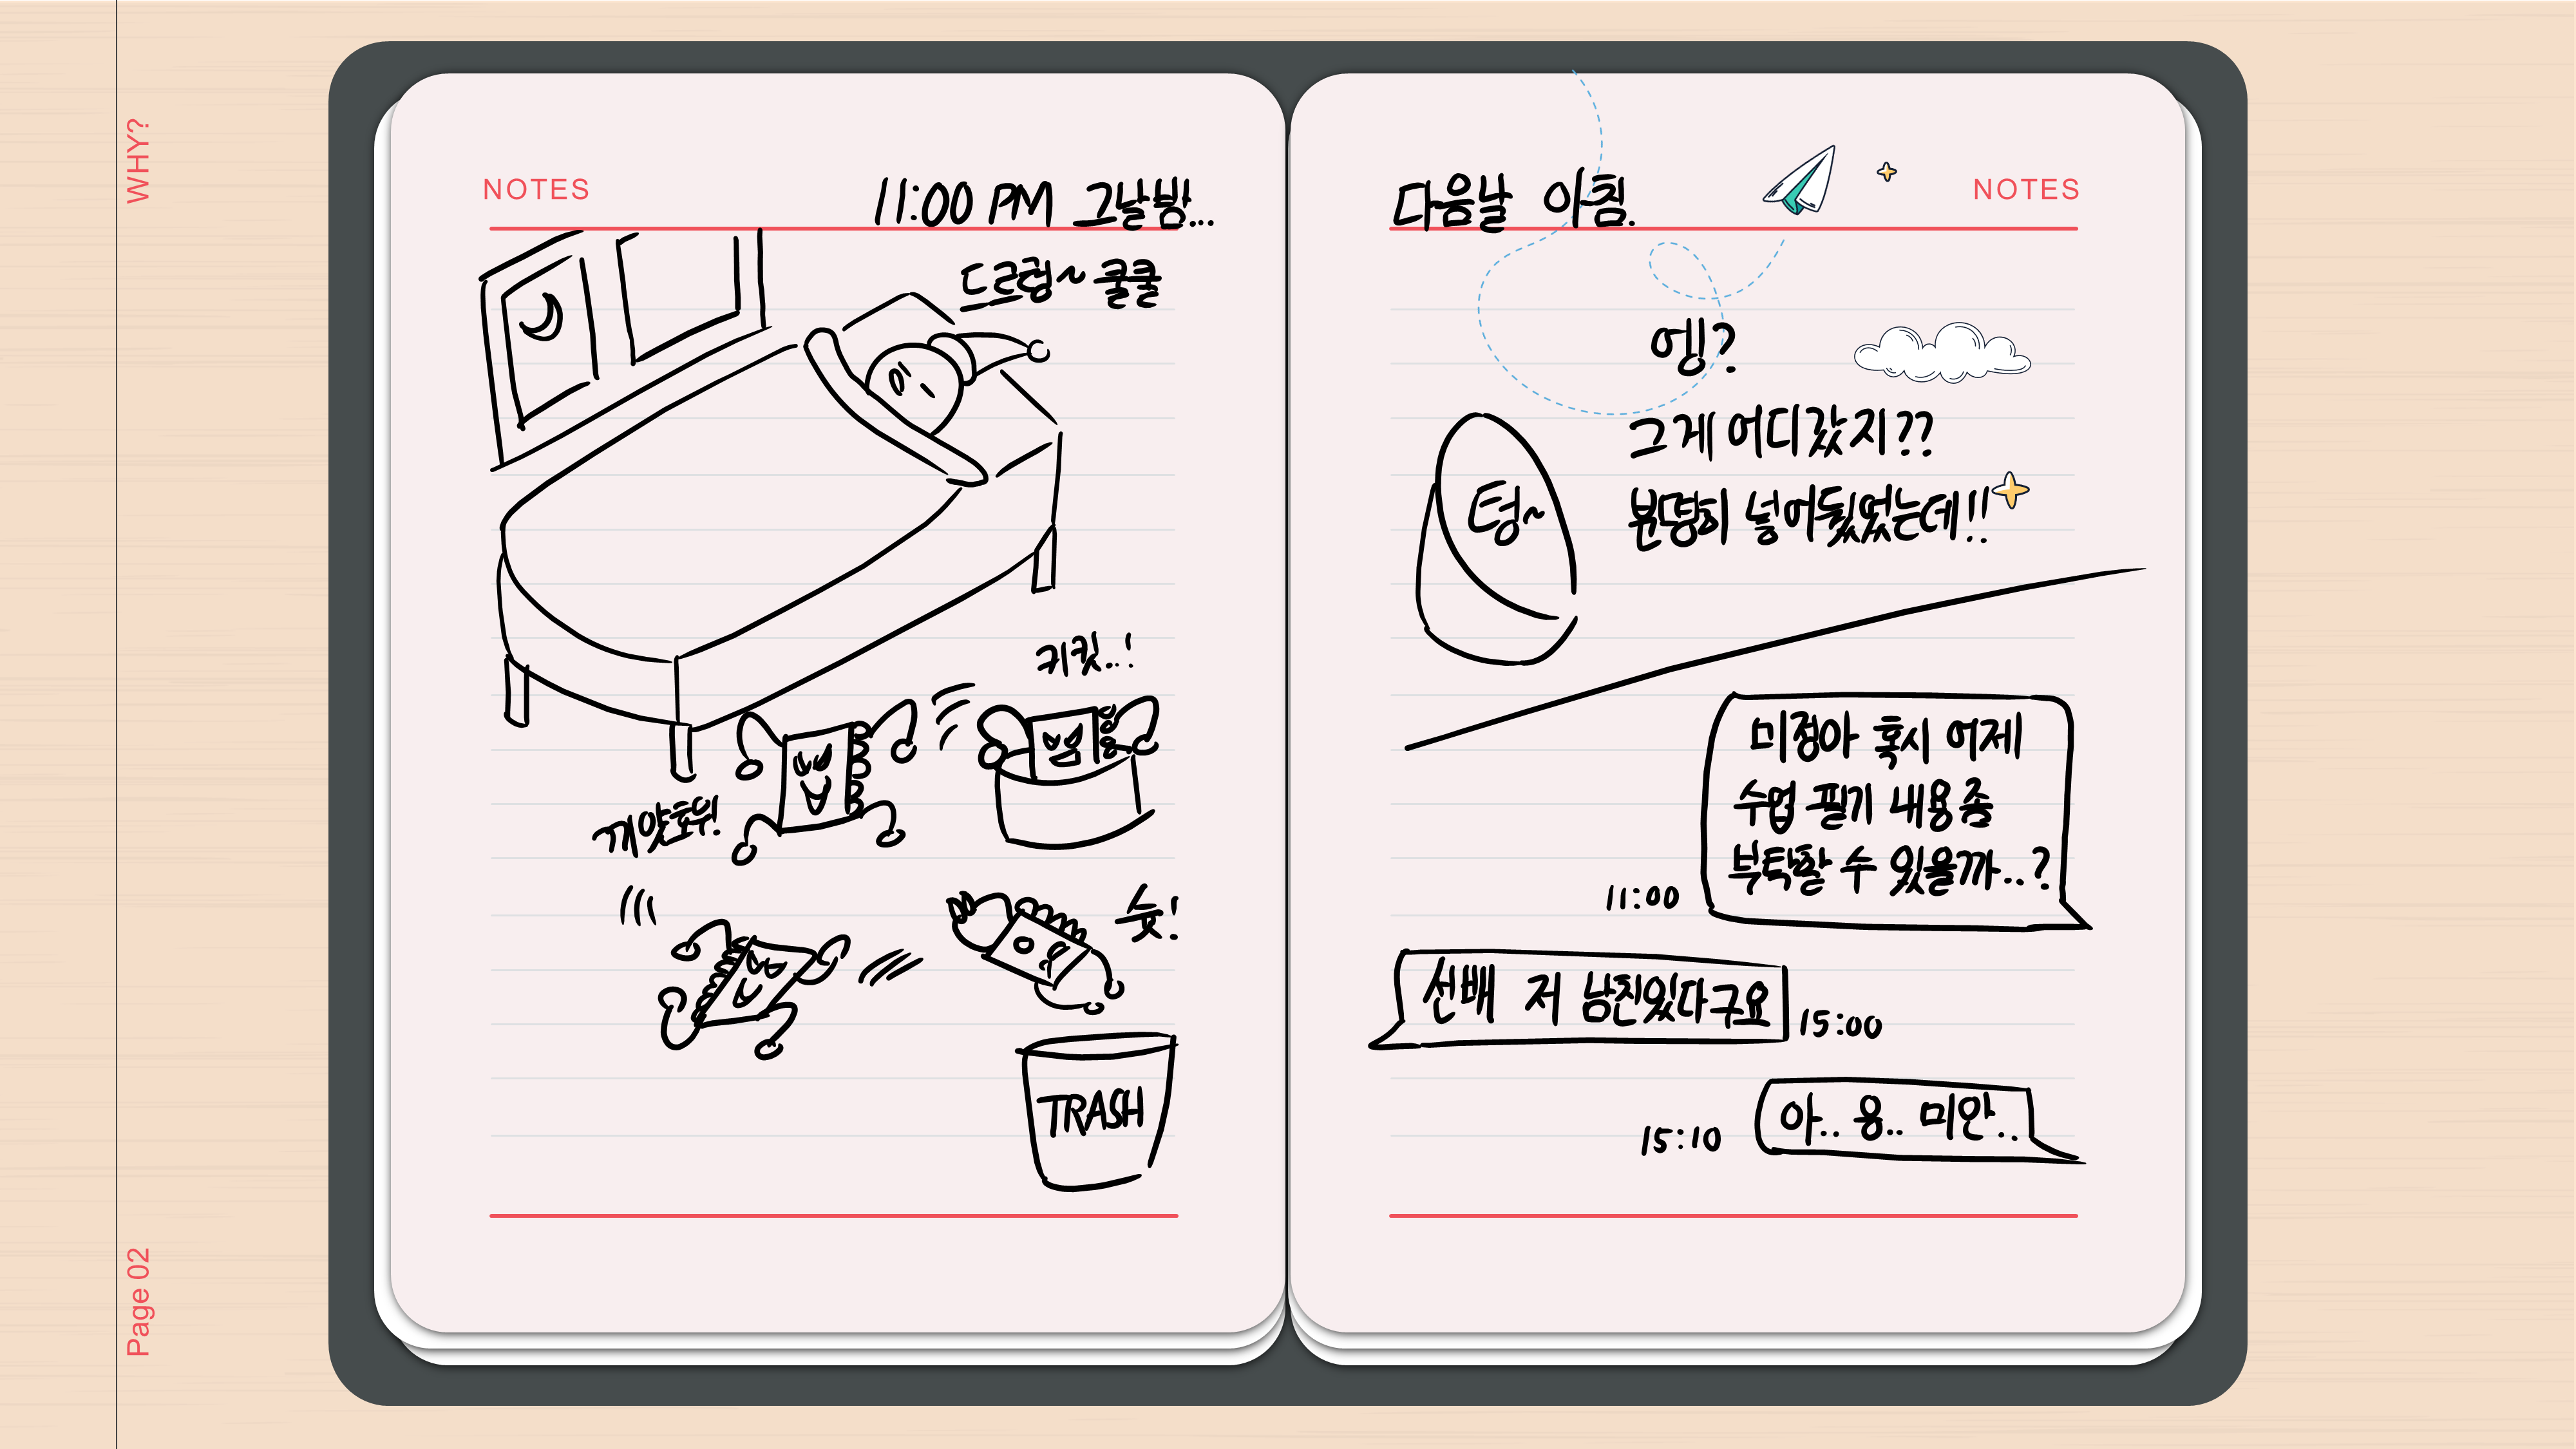 WHY?
Page 02
NOTES
11:00 PM 그날밤...
드르렁~ 쿨쿨
키킷..!
끼얏호우!
슛!
TRASH
다음날 아침.
NOTES
엥?
그게 어디갔지??
분명히 넣어뒀었는데!!
텅~
미정아 혹시 어제
수업 필기 내용 좀
부탁할 수 있을까..?
11:00
선배 저 남친있다구요
15:00
아.. 응.. 미안..
15:10